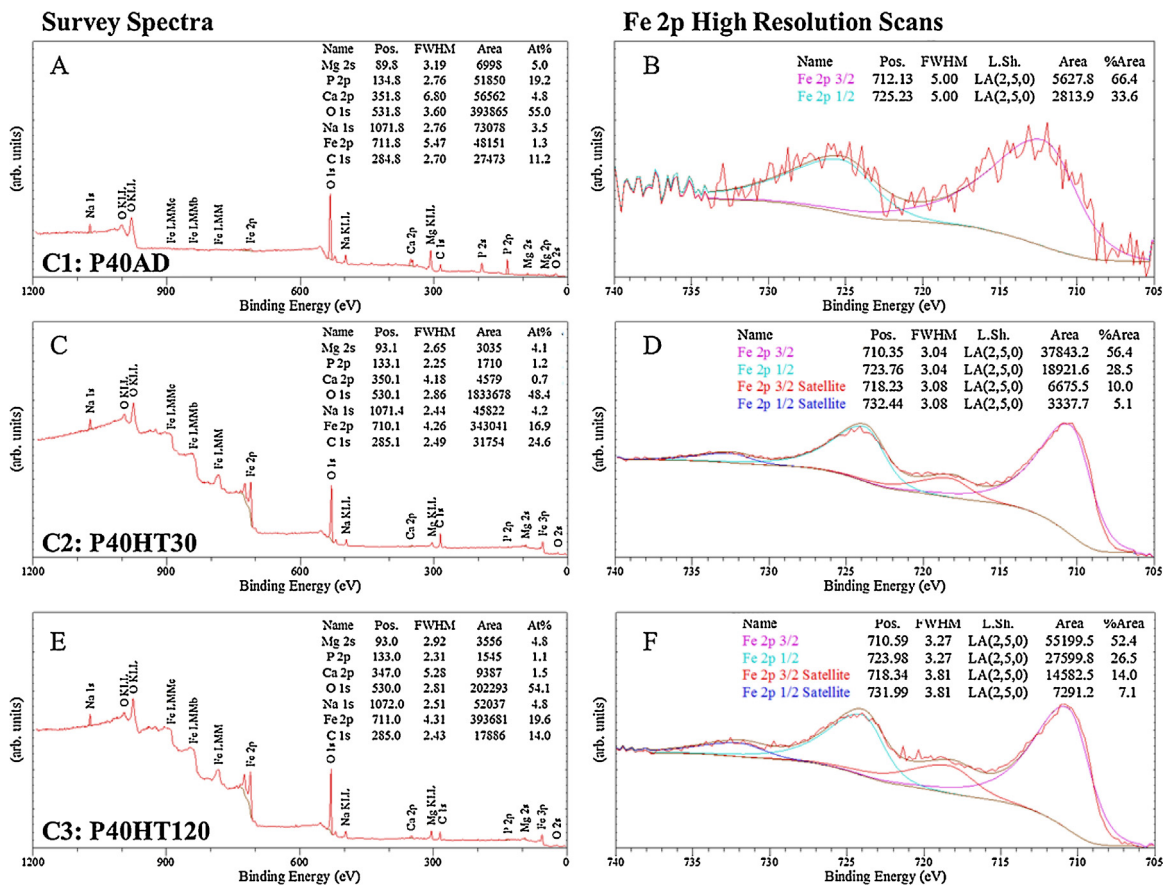 Survey Spectra
Fe 2p High Resolution Scans
A
Name Pos. FWHM Area At%
Mg 2s 89.8 3.19 6998 5.0
P 2p 134.8 2.76 51850 19.2
Ca 2p 351.8 6.80 56562 4.8
O 1s 531.8 3.60 393865 55.0
Na 1s 1071.8 2.76 73078 3.5
Fe 2p 711.8 5.47 48151 1.3
C 1s 284.8 2.70 27473 11.2
(arb. units)
Na 1s
O KLL
O KLL
Fe LMMc
Fe LMMb
Fe LMM
Fe 2p
O 1s
Na KLL
Ca 2p
Mg KLL
C 1s
P 2s
P 2p
Mg 2s
Mg 2p
O 2s
C1: P40AD
1200 900 600 300 0
Binding Energy (eV)
B
Name Pos. FWHM L.Sh. Area %Area
Fe 2p 3/2 712.13 5.00 LA(2,5,0) 5627.8 66.4
Fe 2p 1/2 725.23 5.00 LA(2,5,0) 2813.9 33.6
(arb. units)
740 735 730 725 720 715 710 705
Binding Energy (eV)
C
Name Pos. FWHM Area At%
Mg 2s 93.1 2.65 3035 4.1
P 2p 133.1 2.25 1710 1.2
Ca 2p 350.1 4.18 4579 0.7
O 1s 530.1 2.86 1833678 48.4
Na 1s 1071.4 2.44 45822 4.2
Fe 2p 710.1 4.26 343041 16.9
C 1s 285.1 2.49 31754 24.6
(arb. units)
Na 1s
O KLL
O KLL
Fe LMMc
Fe LMMb
Fe LMM
Fe 2p
O 1s
Na KLL
Ca 2p
Mg KLL
C 1s
P 2p
Mg 2s
Fe 3p
O 2s
C2: P40HT30
1200 900 600 300 0
Binding Energy (eV)
D
Name Pos. FWHM L.Sh. Area %Area
Fe 2p 3/2 710.35 3.04 LA(2,5,0) 37843.2 56.4
Fe 2p 1/2 723.76 3.04 LA(2,5,0) 18921.6 28.5
Fe 2p 3/2 Satellite 718.23 3.08 LA(2,5,0) 6675.5 10.0
Fe 2p 1/2 Satellite 732.44 3.08 LA(2,5,0) 3337.7 5.1
(arb. units)
740 735 730 725 720 715 710 705
Binding Energy (eV)
E
Name Pos. FWHM Area At%
Mg 2s 93.0 2.92 3556 4.8
P 2p 133.0 2.31 1545 1.1
Ca 2p 347.0 5.28 9387 1.5
O 1s 530.0 2.81 202293 54.1
Na 1s 1072.0 2.51 52037 4.8
Fe 2p 711.0 4.31 393681 19.6
C 1s 285.0 2.43 17886 14.0
(arb. units)
Na 1s
O KLL
O KLL
Fe LMMc
Fe LMMb
Fe LMM
Fe 2p
O 1s
Na KLL
Ca 2p
Mg KLL
C 1s
P 2p
Mg 2s
Fe 3p
O 2s
C3: P40HT120
1200 900 600 300 0
Binding Energy (eV)
F
Name Pos. FWHM L.Sh. Area %Area
Fe 2p 3/2 710.59 3.27 LA(2,5,0) 55199.5 52.4
Fe 2p 1/2 723.98 3.27 LA(2,5,0) 27599.8 26.5
Fe 2p 3/2 Satellite 718.34 3.81 LA(2,5,0) 14582.5 14.0
Fe 2p 1/2 Satellite 731.99 3.81 LA(2,5,0) 7291.2 7.1
(arb. units)
740 735 730 725 720 715 710 705
Binding Energy (eV)